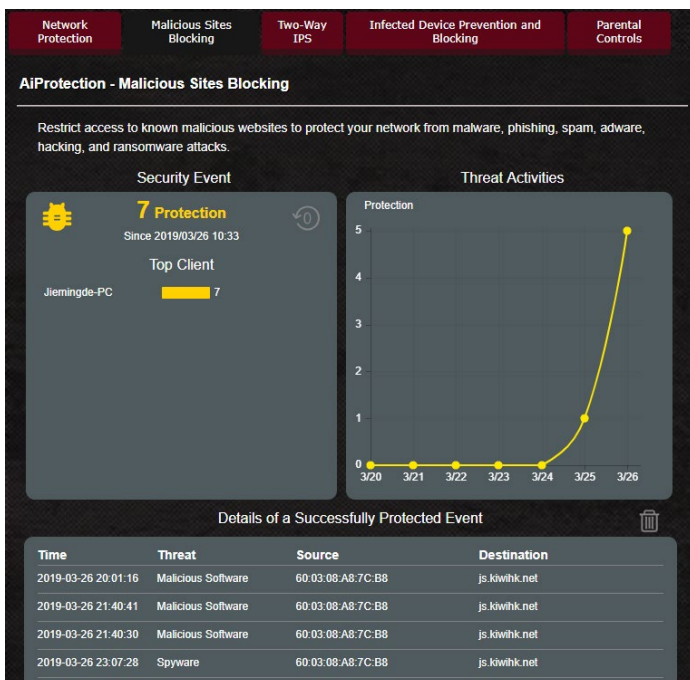 Network Protection
Malicious Sites Blocking
Two-Way IPS
Infected Device Prevention and Blocking
Parental Controls
AiProtection - Malicious Sites Blocking
Restrict access to known malicious websites to protect your network from malware, phishing, spam, adware,
hacking, and ransomware attacks.
Security Event
7 Protection
0
Since 2019/03/26 10:33
Top Client
Jiemingde-PC 7
Threat Activities
Protection
5
4
3
2
1
0
3/20 3/21 3/22 3/23 3/24 3/25 3/26
Details of a Successfully Protected Event
Time Threat Source Destination
2019-03-26 20:01:16 Malicious Software 60:03:08:A8:7C:B8 js.kiwihk.net
2019-03-26 21:40:41 Malicious Software 60:03:08:A8:7C:B8 js.kiwihk.net
2019-03-26 21:40:30 Malicious Software 60:03:08:A8:7C:B8 js.kiwihk.net
2019-03-26 23:07:28 Spyware 60:03:08:A8:7C:B8 js.kiwihk.net